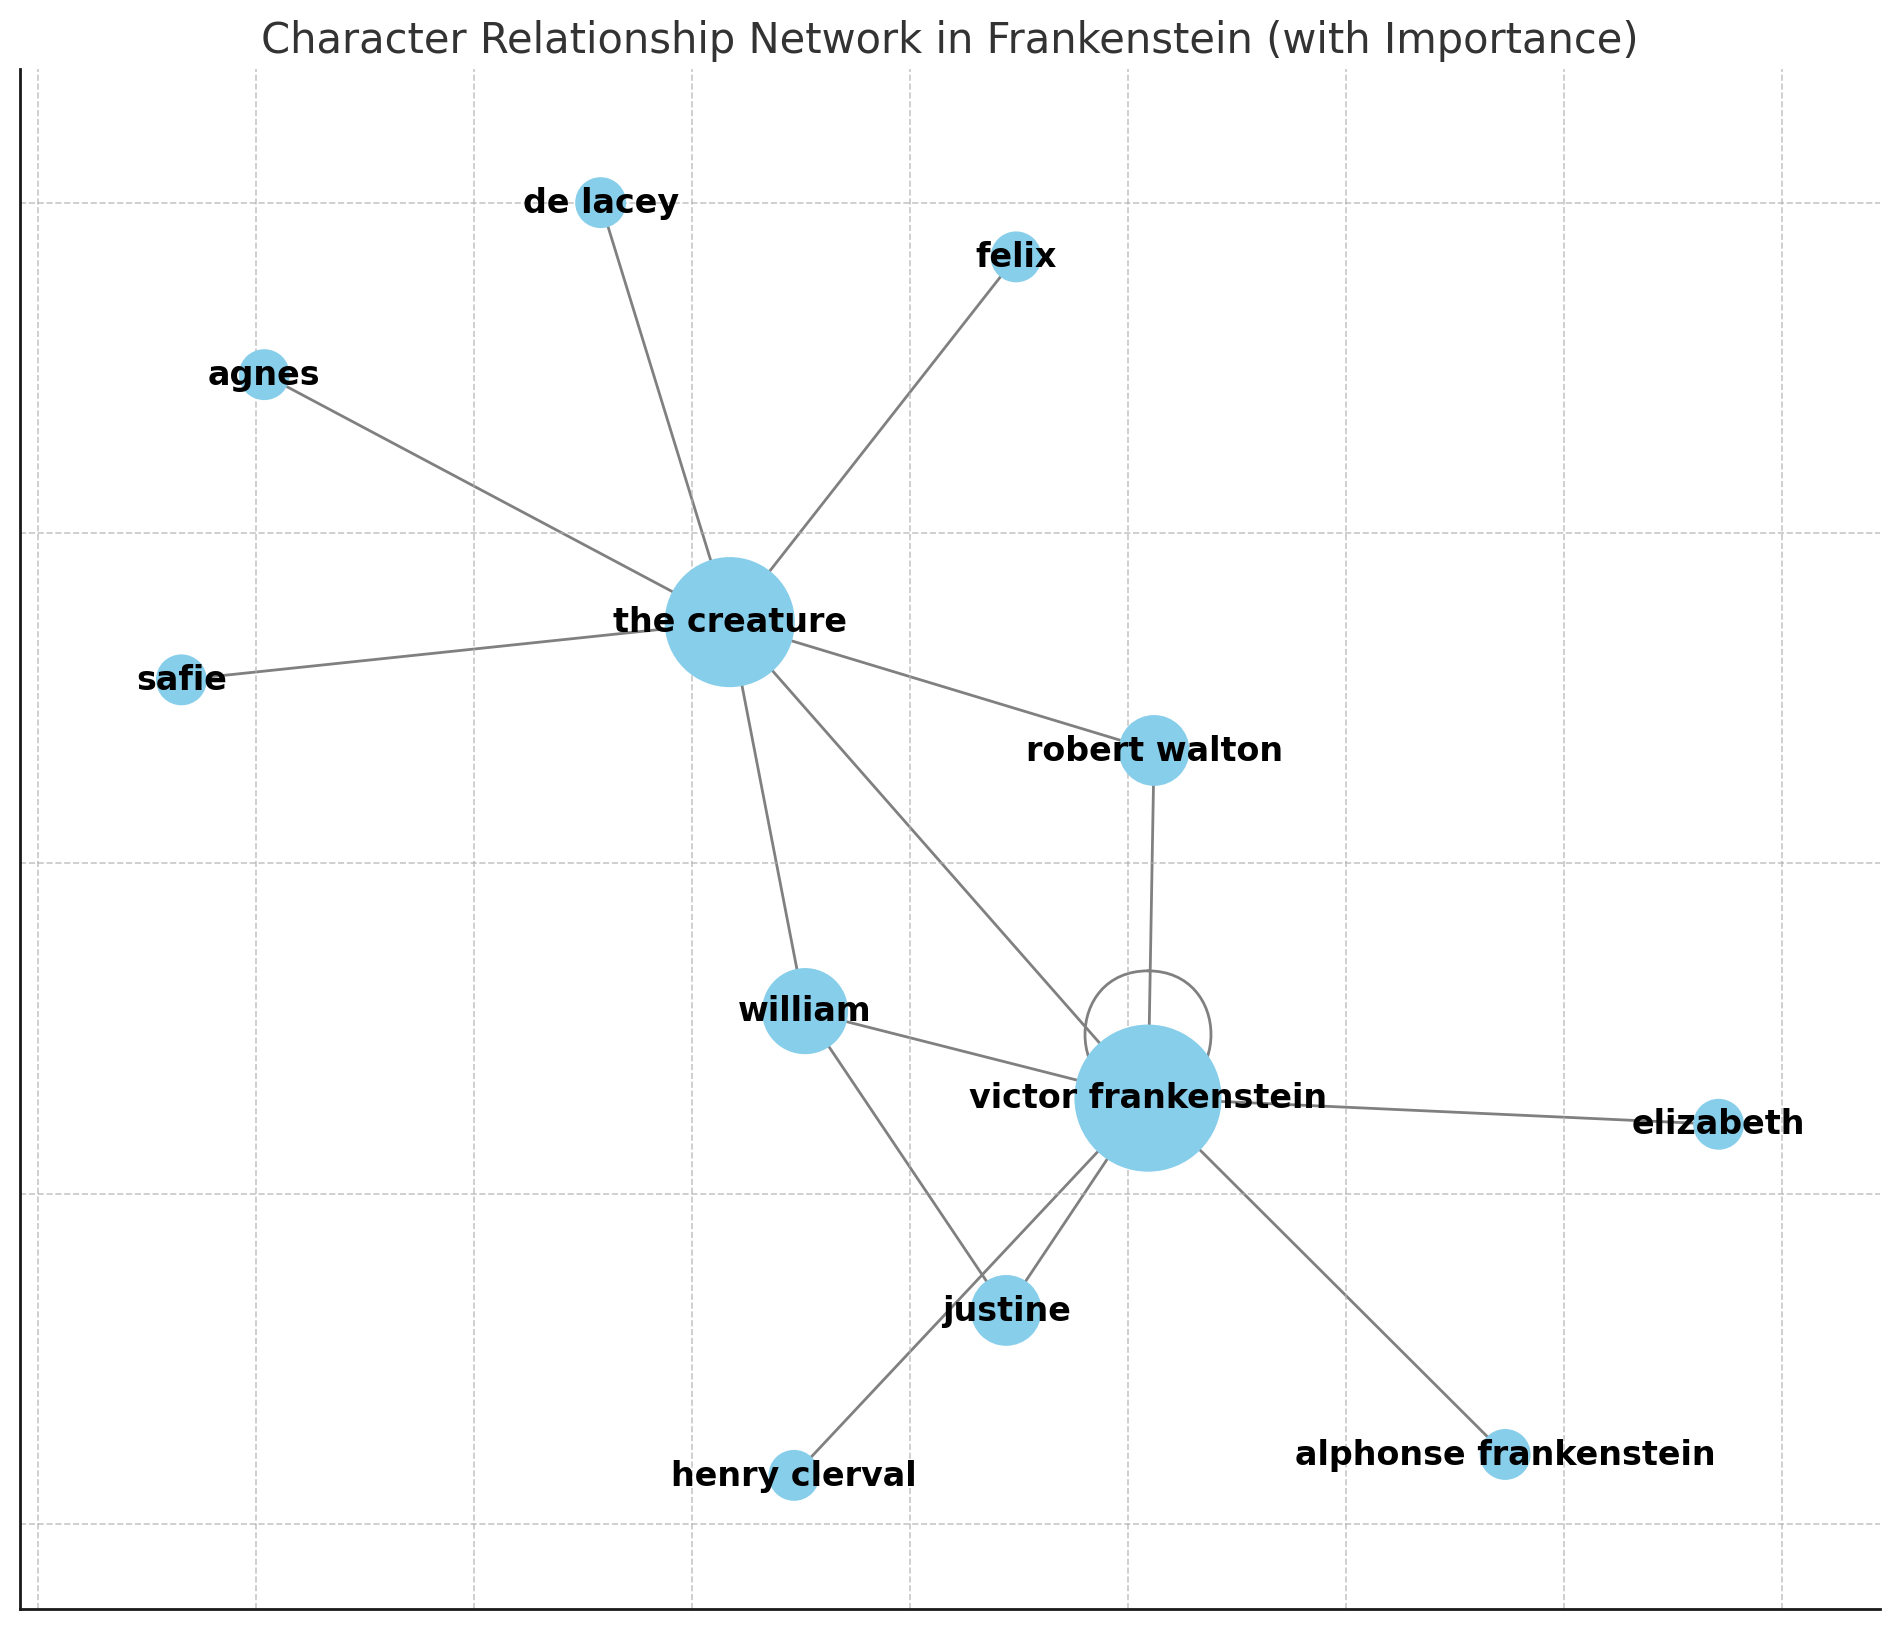 Character Relationship Network in Frankenstein (with Importance)
de lacey
felix
agnes
the creature
safie
robert walton
william
victor frankenstein
elizabeth
justine
alphonse frankenstein
henry clerval